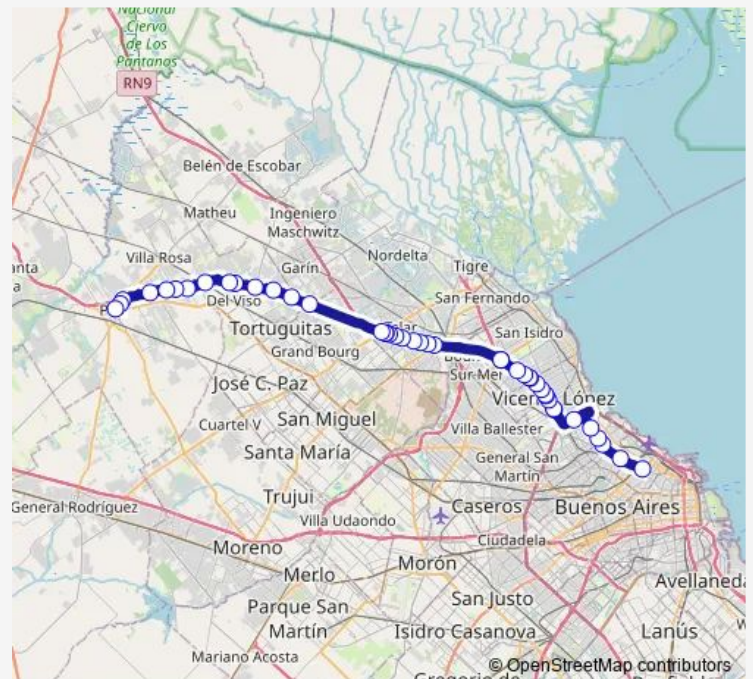 Nacional
Ciervo
de Los
Pantanos
RN9
Belén de Escobar
Matheu
Ingeniero
Maschwitz
Nordelta
Villa Rosa
Garín
Tigre
anta
a
Del Viso
San Fernando
Tortuguitas
San Isidro
Grand Bourg
Sur Mer
José C. Paz
López
San Miguel
Cuartel V
Villa Ballester
Santa María
General San
Martín
Trujui
General Rodríguez
Villa Udaondo
Caseros
Buenos Aires
Moreno
Ciudadela
Merlo
Morón
Avellaneda
San Justo
Parque San
Martín
Isidro Casanova
Lanús
Mariano Acosta
© OpenStreetMap contributors